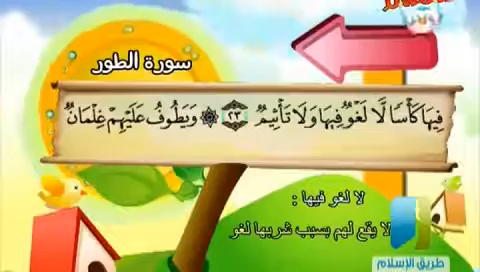 سورة الطور
فِيهَا كَأْسًا لَّا لَغْوٌ فِيهَا وَلَا تَأْثِيمٌ ﴿٢٣﴾ ۞ وَيَطُوفُ عَلَيْهِمْ غِلْمَانٌ
لا لغو فيها :
لا يقع لهم بسبب شربها لغو
طريق الإسلام